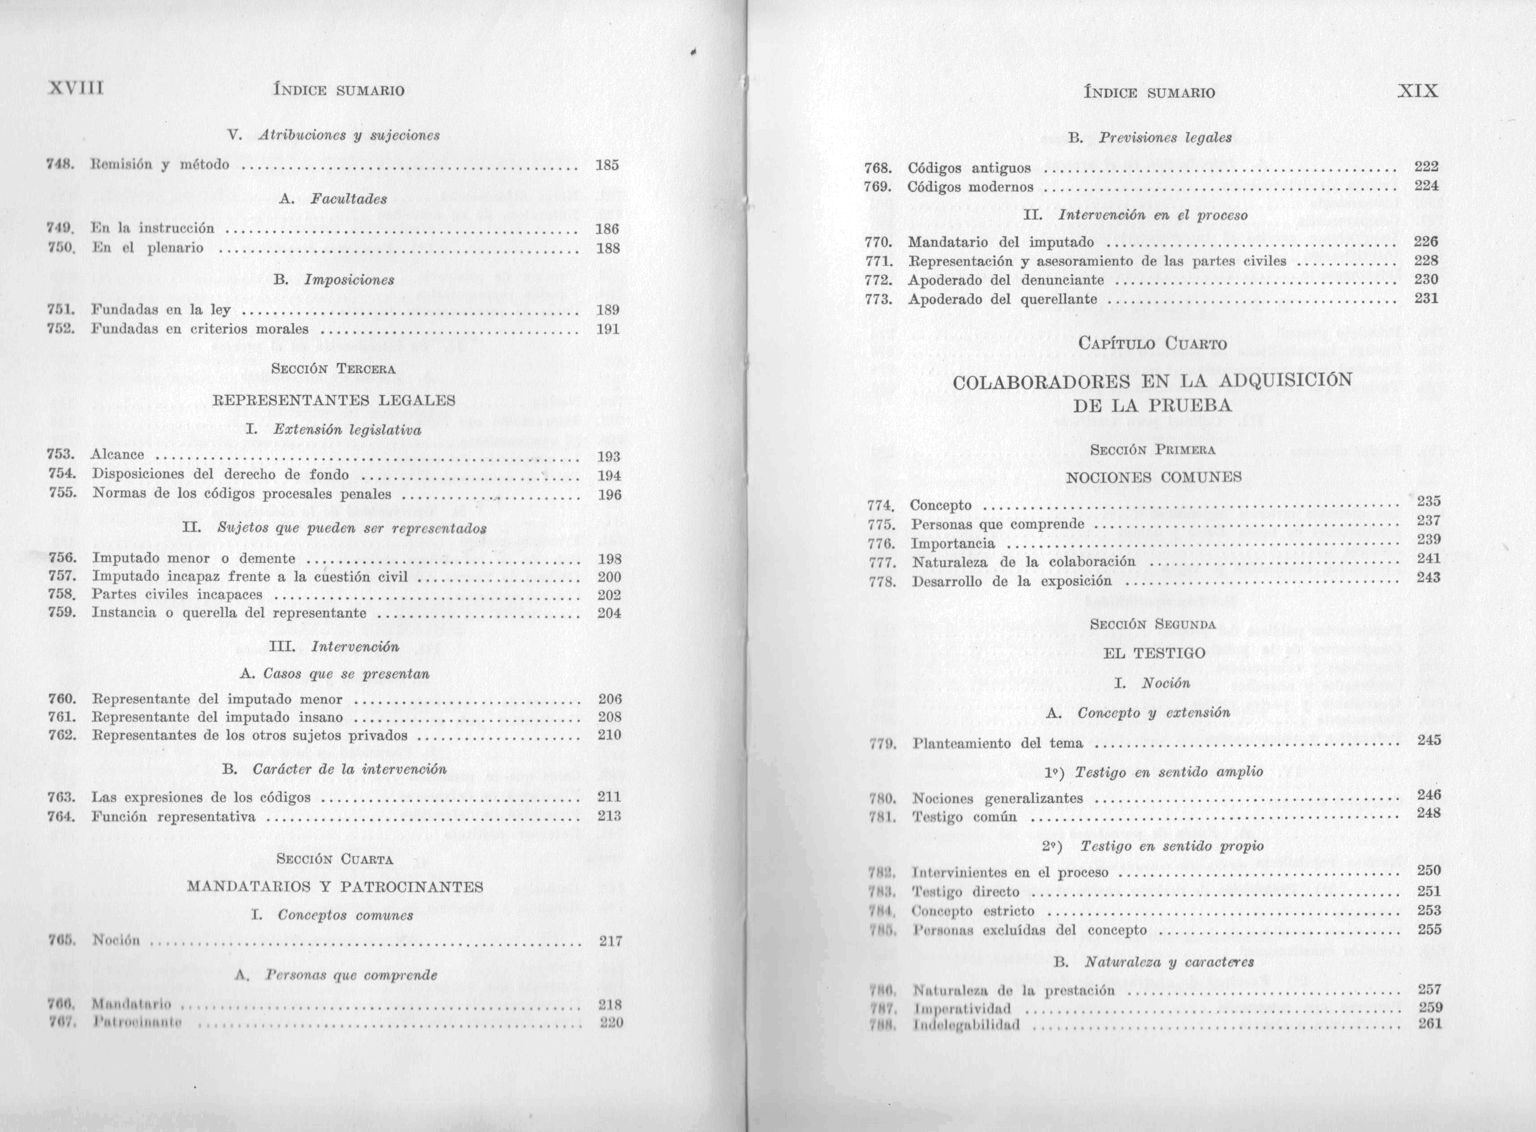 XVIII ÍNDICE SUMARIO
V. Atribuciones y sujeciones
748. Remisión y método 185
A. Facultades
749. En la instrucción 186
750. En el plenario 188
B. Imposiciones
751. Fundadas en la ley 189
752. Fundadas en criterios morales 191
SECCIÓN TERCERA
REPRESENTANTES LEGALES
I. Extensión legislativa
753. Alcance 193
754. Disposiciones del derecho de fondo 194
755. Normas de los códigos procesales penales 196
II. Sujetos que pueden ser representados
756. Imputado menor o demente 198
757. Imputado incapaz frente a la cuestión civil 200
758. Partes civiles incapaces 202
759. Instancia o querella del representante 204
III. Intervención
A. Casos que se presentan
760. Representante del imputado menor 206
761. Representante del imputado insano 208
762. Representantes de los otros sujetos privados 210
B. Carácter de la intervención
763. Las expresiones de los códigos 211
764. Función representativa 213
SECCIÓN CUARTA
MANDATARIOS Y PATROCINANTES
I. Conceptos comunes
765. Noción 217
A. Personas que comprende
766. Mandatario 218
767. Patrocinante 220
ÍNDICE SUMARIO XIX
B. Previsiones legales
768. Códigos antiguos 222
769. Códigos modernos 224
II. Intervención en el proceso
770. Mandatario del imputado 226
771. Representación y asesoramiento de las partes civiles 228
772. Apoderado del denunciante 230
773. Apoderado del querellante 231
CAPÍTULO CUARTO
COLABORADORES EN LA ADQUISICIÓN
DE LA PRUEBA
SECCIÓN PRIMERA
NOCIONES COMUNES
774. Concepto 235
775. Personas que comprende 237
776. Importancia 239
777. Naturaleza de la colaboración 241
778. Desarrollo de la exposición 243
SECCIÓN SEGUNDA
EL TESTIGO
I. Noción
A. Concepto y extensión
779. Planteamiento del tema 245
1º) Testigo en sentido amplio
780. Nociones generalizantes 246
781. Testigo común 248
2º) Testigo en sentido propio
782. Intervinientes en el proceso 250
783. Testigo directo 251
784. Concepto estricto 253
785. Personas excluídas del concepto 255
B. Naturaleza y caracteres
786. Naturaleza de la prestación 257
787. Imperatividad 259
788. Indelegabilidad 261